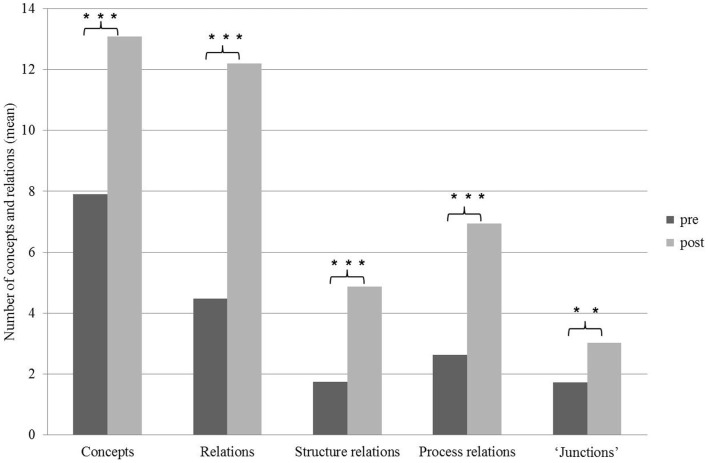 14
12
10
8
6
4
2
0
Number of concepts and relations (mean)
* * *
* * *
* * *
* * *
* *
Concepts
Relations
Structure relations
Process relations
‘Junctions’
pre
post